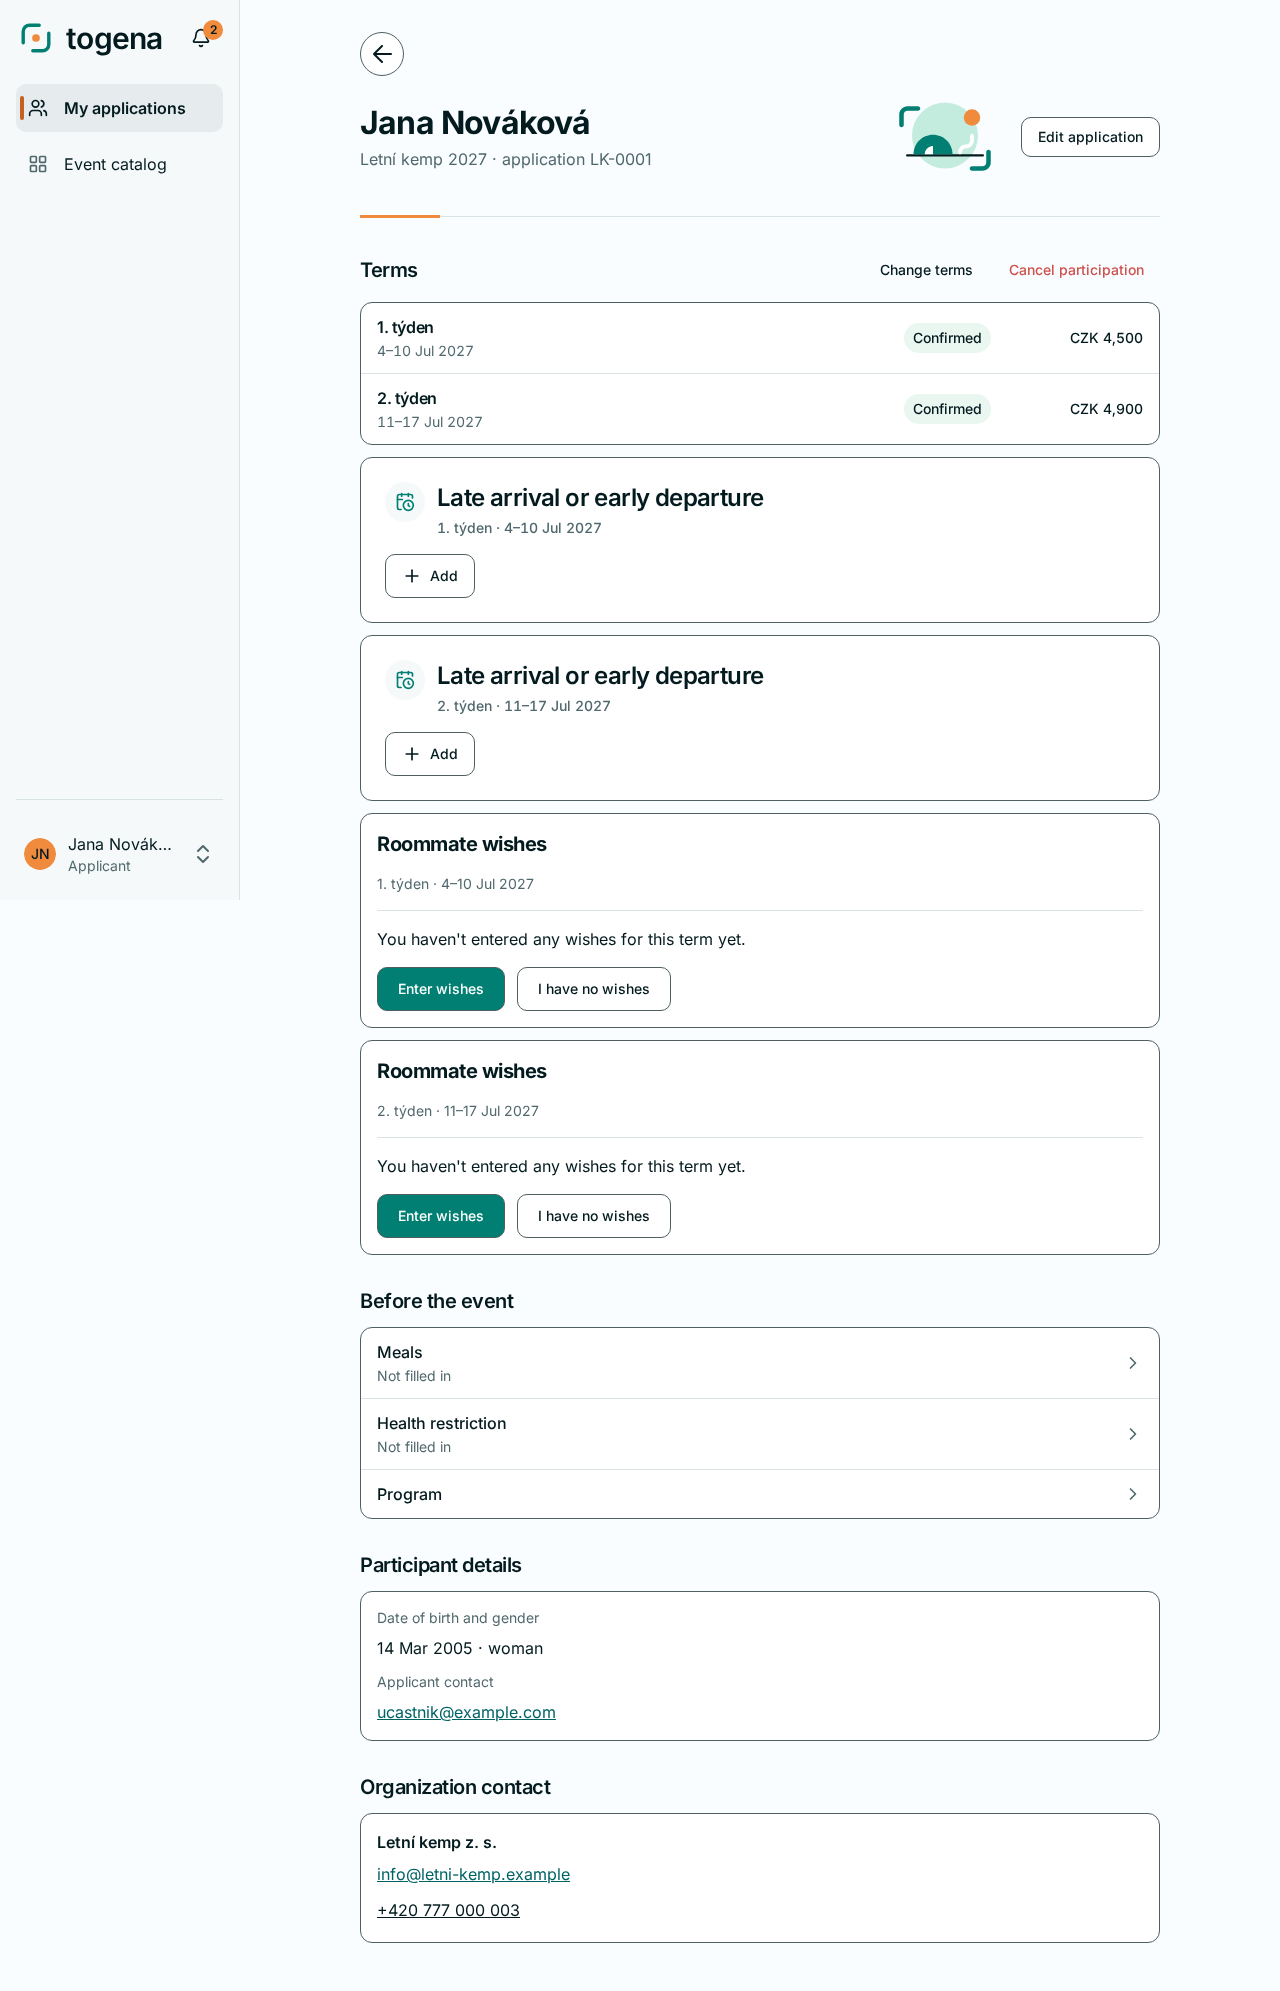 togena
2
My applications
Event catalog
Jana Novák...
JN
Applicant
Jana Nováková
Letní kemp 2027 · application LK-0001
Edit application
Terms
Change terms
Cancel participation
1. týden
4–10 Jul 2027
Confirmed
CZK 4,500
2. týden
11–17 Jul 2027
Confirmed
CZK 4,900
Late arrival or early departure
1. týden · 4–10 Jul 2027
Add
Late arrival or early departure
2. týden · 11–17 Jul 2027
Add
Roommate wishes
1. týden · 4–10 Jul 2027
You haven't entered any wishes for this term yet.
Enter wishes
I have no wishes
Roommate wishes
2. týden · 11–17 Jul 2027
You haven't entered any wishes for this term yet.
Enter wishes
I have no wishes
Before the event
Meals
Not filled in
Health restriction
Not filled in
Program
Participant details
Date of birth and gender
14 Mar 2005 · woman
Applicant contact
ucastnik@example.com
Organization contact
Letní kemp z. s.
info@letni-kemp.example
+420 777 000 003